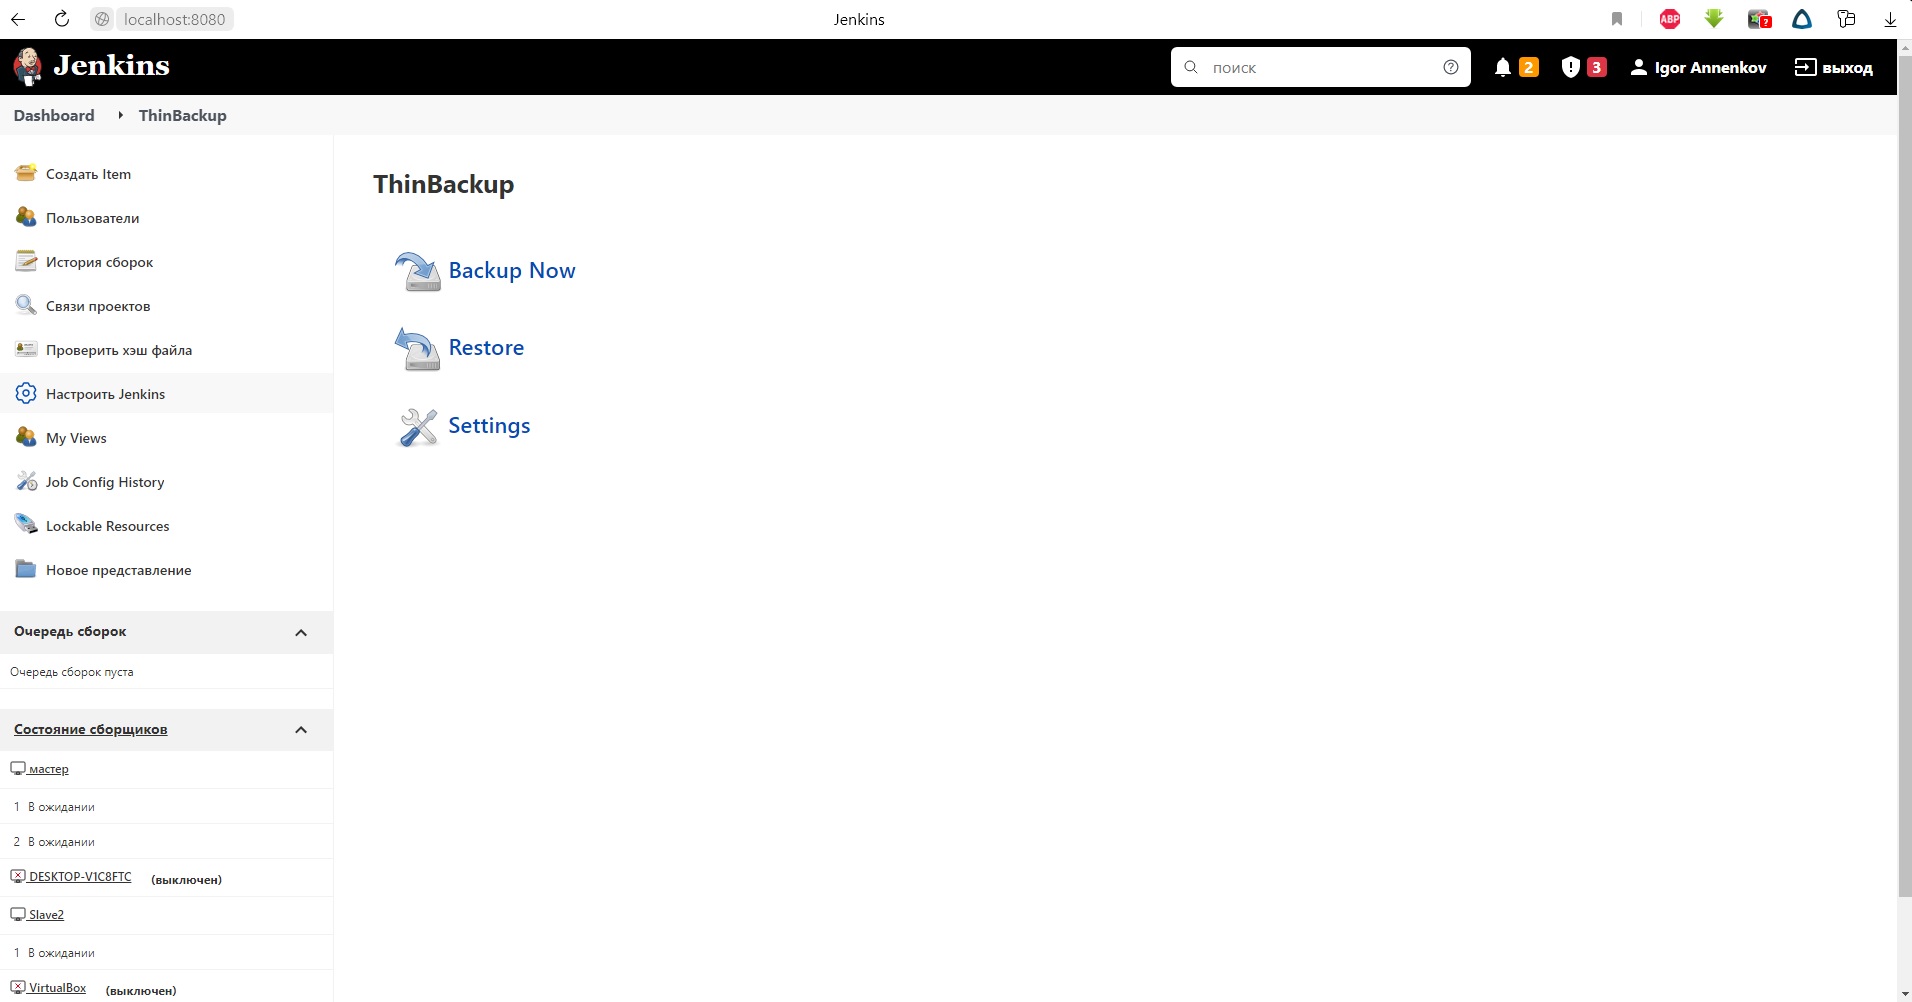 localhost:8080
Jenkins
ABP
?
Jenkins
поиск
2
3
Igor Annenkov
выход
Dashboard
ThinBackup
Создать Item
Пользователи
История сборок
Связи проектов
Проверить хэш файла
Настроить Jenkins
My Views
Job Config History
Lockable Resources
Новое представление
Очередь сборок
Очередь сборок пуста
Состояние сборщиков
мастер
1 В ожидании
2 В ожидании
DESKTOP-V1C8FTC (выключен)
Slave2
1 В ожидании
VirtualBox (выключен)
ThinBackup
Backup Now
Restore
Settings